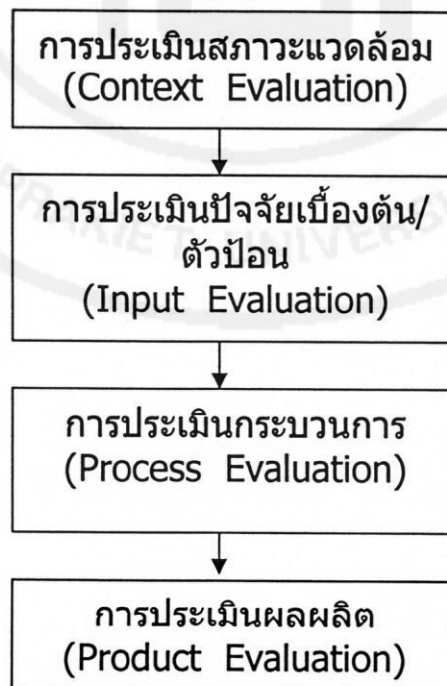 การประเมินสภาวะแวดล้อม
(Context Evaluation)
การประเมินปัจจัยเบื้องต้น/
ตัวป้อน
(Input Evaluation)
การประเมินกระบวนการ
(Process Evaluation)
การประเมินผลผลิต
(Product Evaluation)